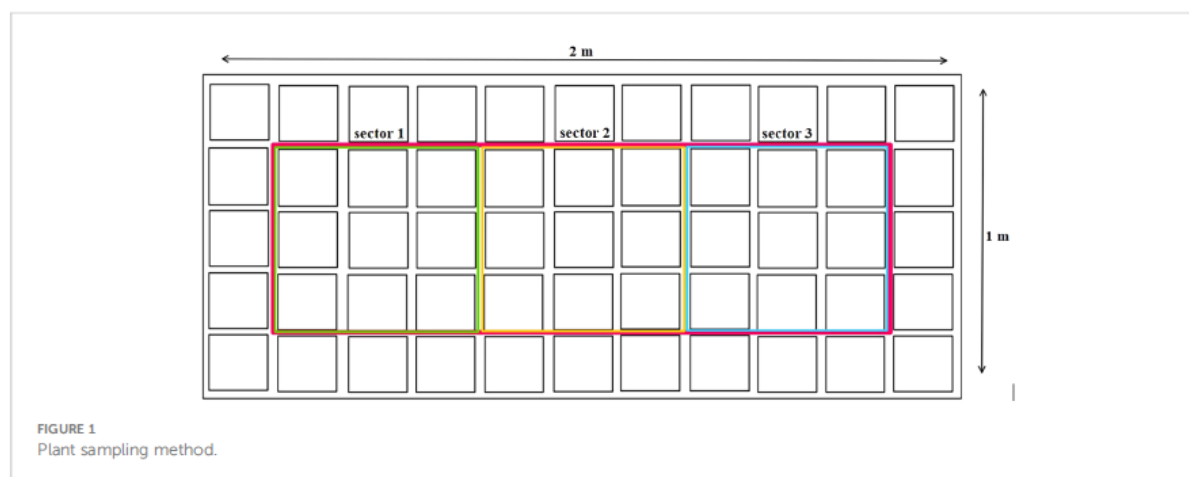 2 m
sector 1
sector 2
sector 3
1 m
FIGURE 1
Plant sampling method.